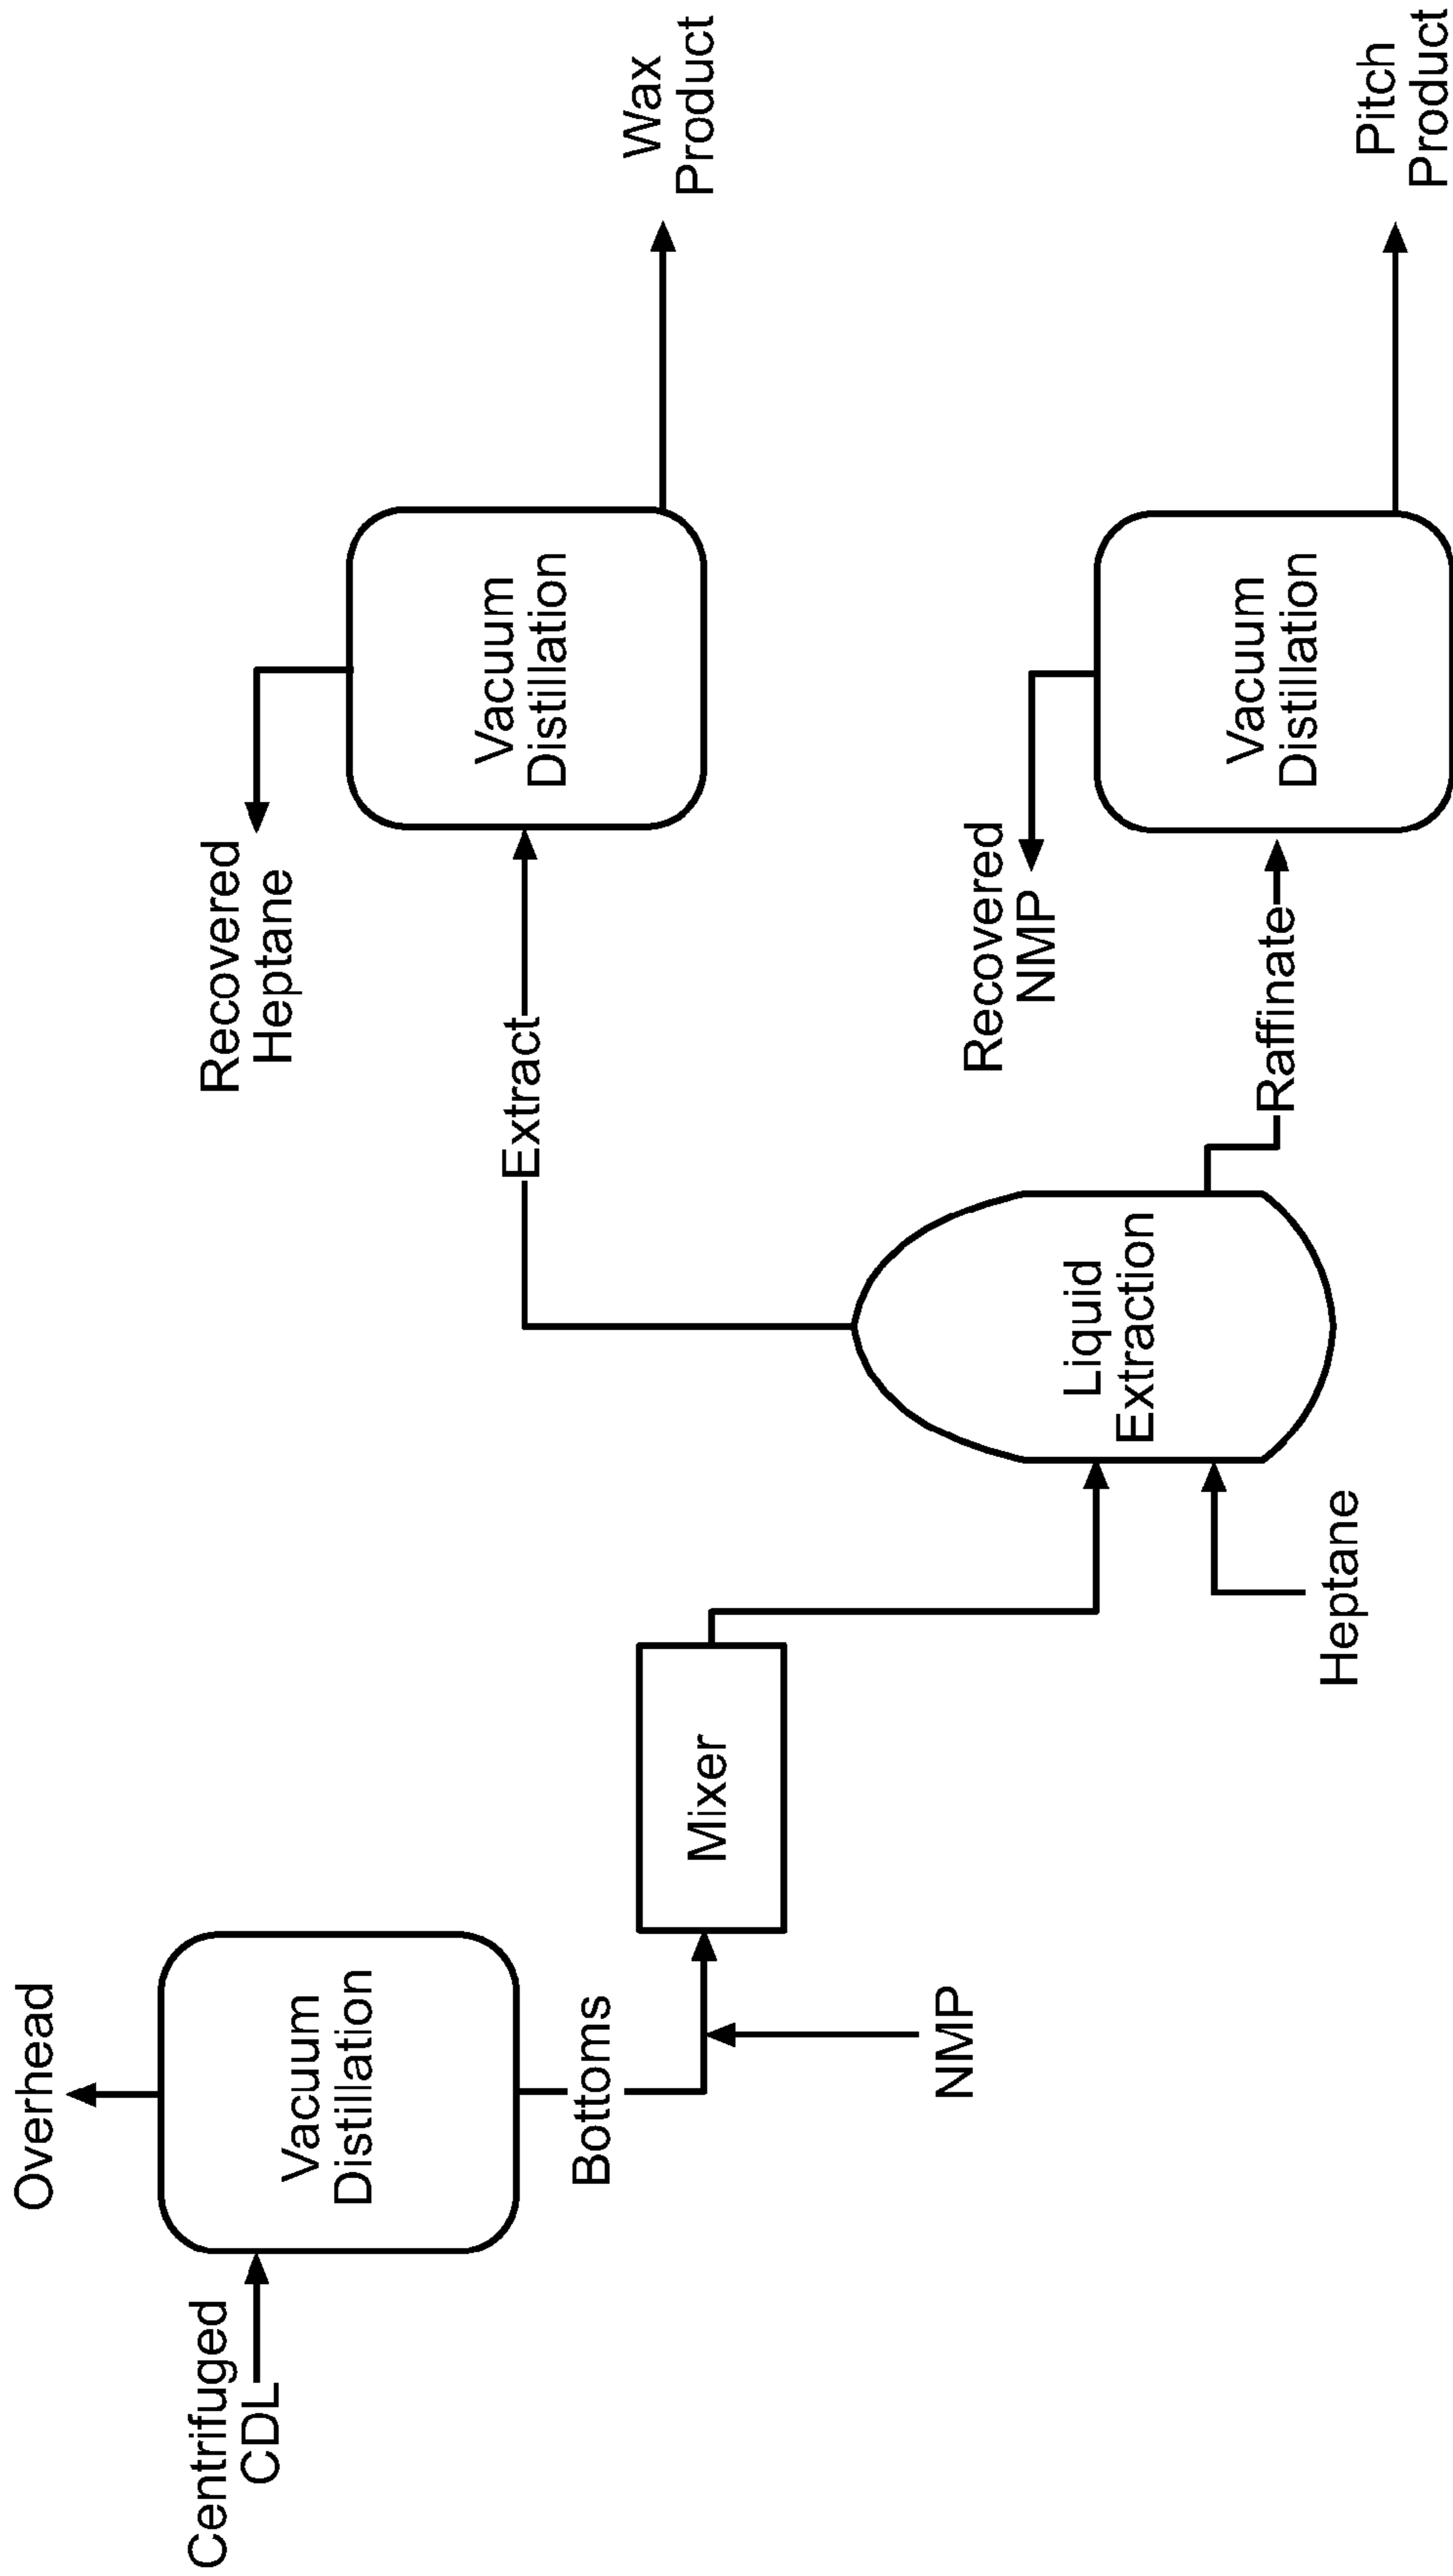 Overhead
Centrifuged
CDL
Vacuum
Distillation
Bottoms
NMP
Mixer
Heptane
Liquid
Extraction
Extract
Raffinate
Recovered
Heptane
Vacuum
Distillation
Wax
Product
Recovered
NMP
Vacuum
Distillation
Pitch
Product